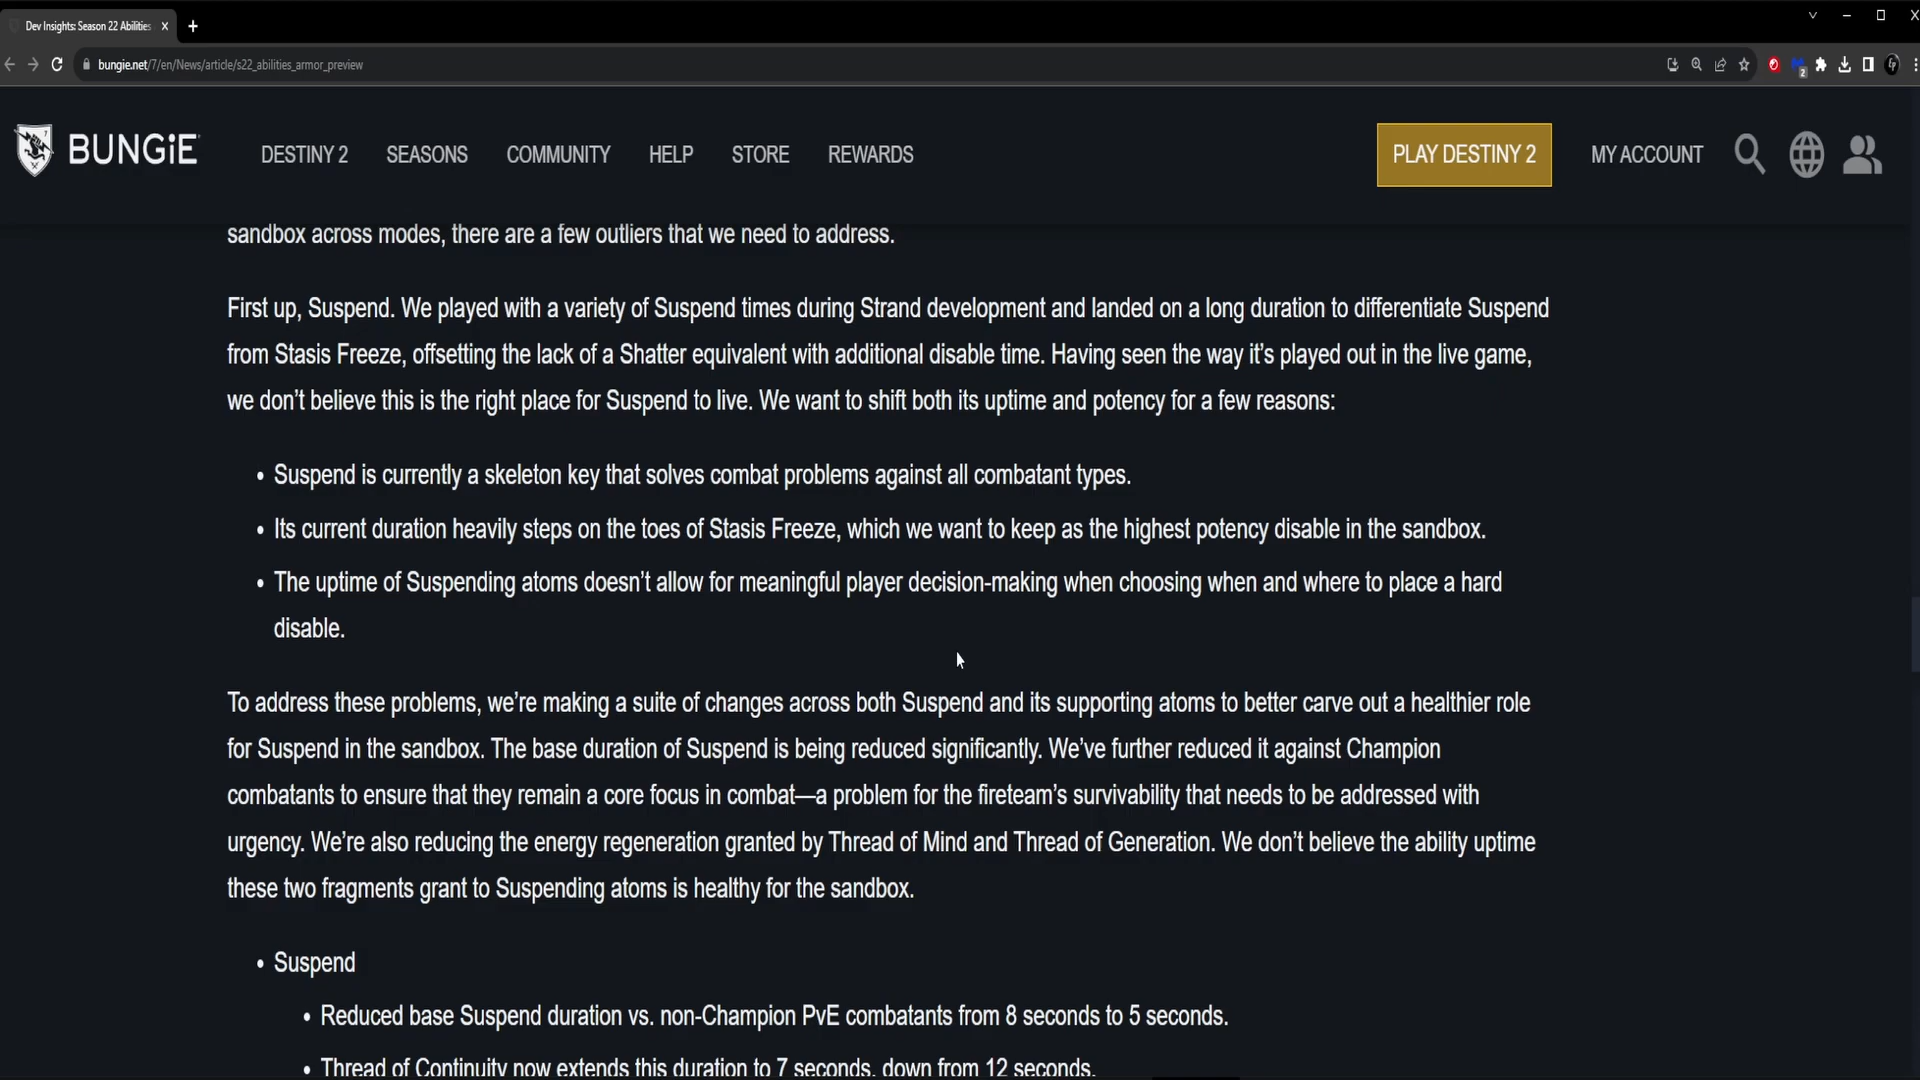 Dev Insights: Season 22 Abilities
bungie.net/7/en/News/article/s22_abilities_armor_preview
2
BUNGiE
DESTINY 2
SEASONS
COMMUNITY
HELP
STORE
REWARDS
PLAY DESTINY 2
MY ACCOUNT
sandbox across modes, there are a few outliers that we need to address.
First up, Suspend. We played with a variety of Suspend times during Strand development and landed on a long duration to differentiate Suspend
from Stasis Freeze, offsetting the lack of a Shatter equivalent with additional disable time. Having seen the way it’s played out in the live game,
we don’t believe this is the right place for Suspend to live. We want to shift both its uptime and potency for a few reasons:
• Suspend is currently a skeleton key that solves combat problems against all combatant types.
• Its current duration heavily steps on the toes of Stasis Freeze, which we want to keep as the highest potency disable in the sandbox.
• The uptime of Suspending atoms doesn’t allow for meaningful player decision-making when choosing when and where to place a hard
disable.
To address these problems, we’re making a suite of changes across both Suspend and its supporting atoms to better carve out a healthier role
for Suspend in the sandbox. The base duration of Suspend is being reduced significantly. We’ve further reduced it against Champion
combatants to ensure that they remain a core focus in combat—a problem for the fireteam’s survivability that needs to be addressed with
urgency. We’re also reducing the energy regeneration granted by Thread of Mind and Thread of Generation. We don’t believe the ability uptime
these two fragments grant to Suspending atoms is healthy for the sandbox.
• Suspend
• Reduced base Suspend duration vs. non-Champion PvE combatants from 8 seconds to 5 seconds.
• Thread of Continuity now extends this duration to 7 seconds, down from 12 seconds.